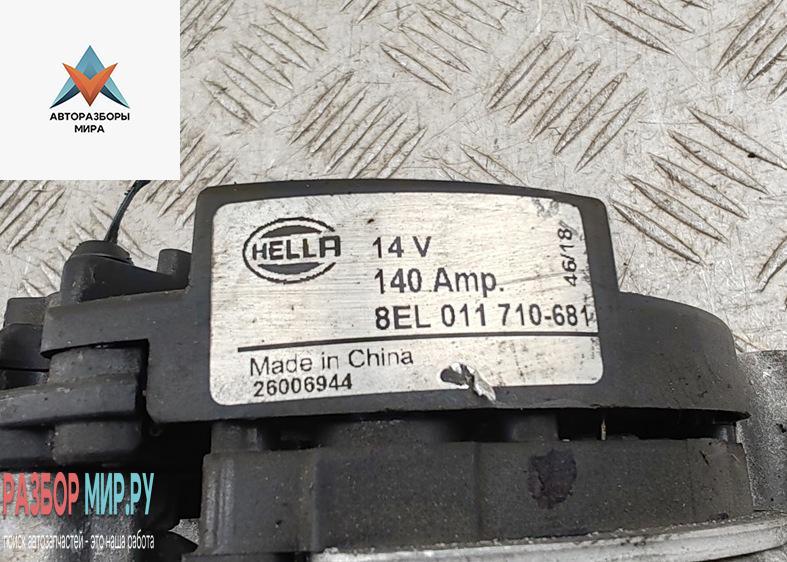 АВТОРАЗБОРЫ
МИРА
HELLA
14 V
140 Amp.
46/18
8EL 011 710-681
Made in China
26006944
РАЗБОР МИР.РУ
поиск автозапчастей - это наша работа